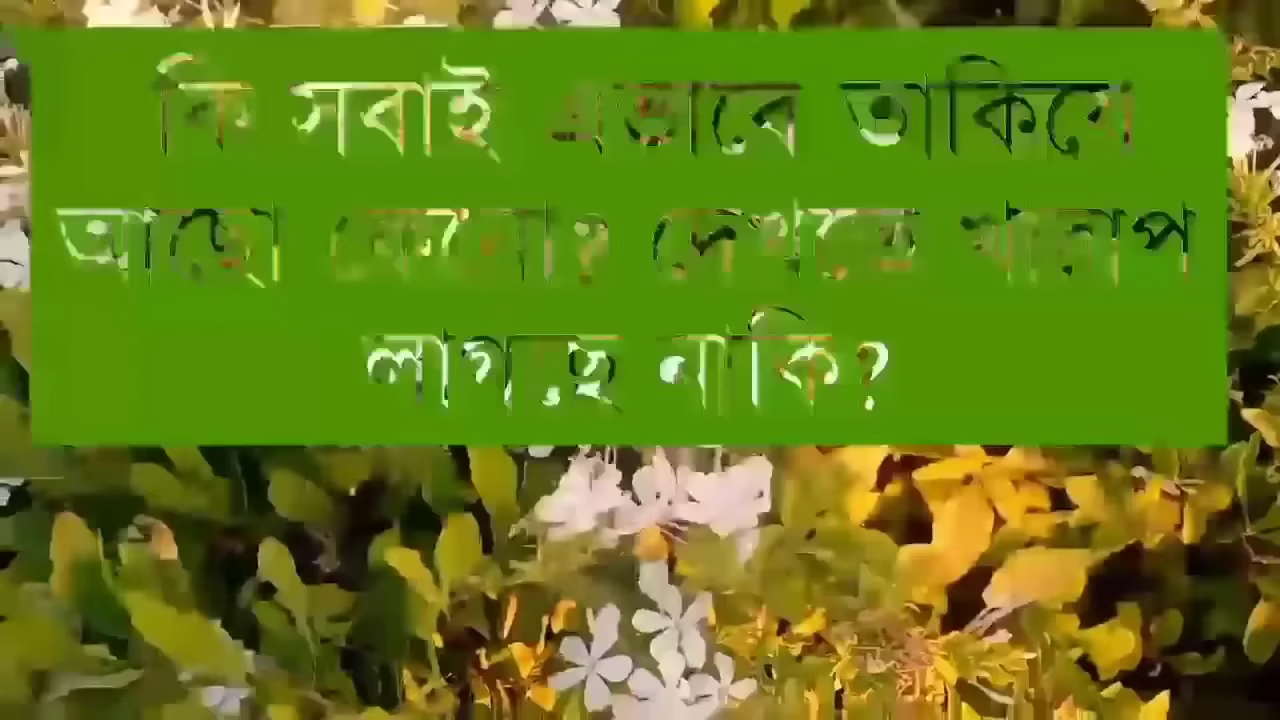 কি সবাই এভাবে তাকিয়ে
আছো কেনো? দেখতে খারাপ
লাগছে নাকি?